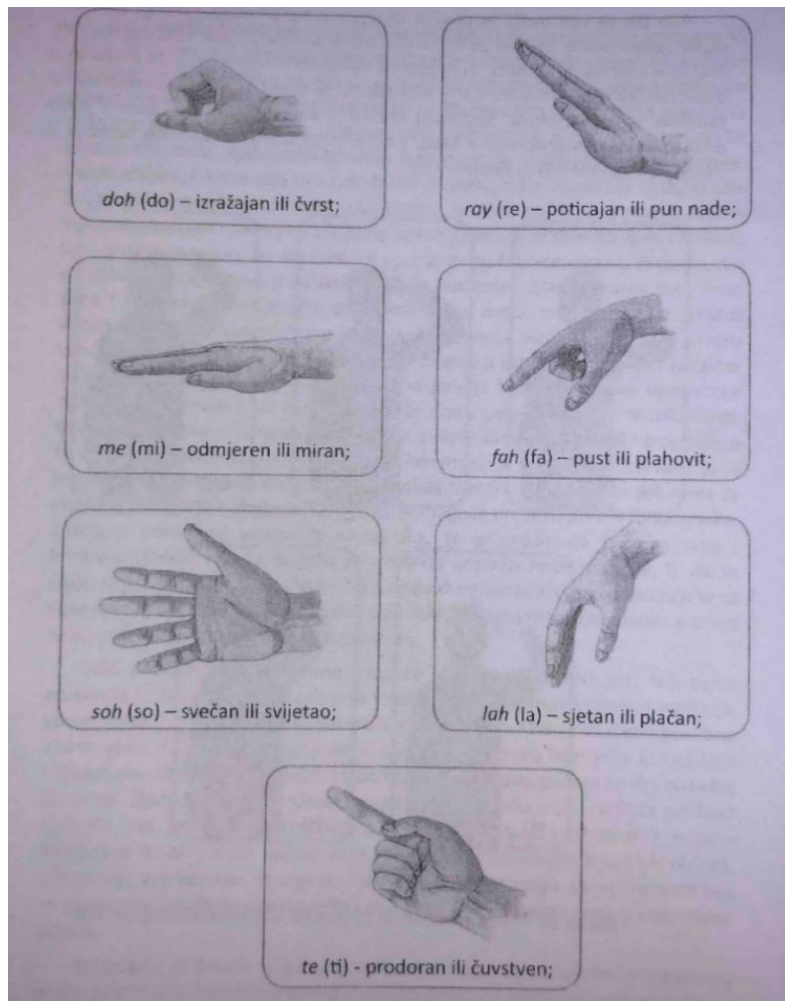 doh (do) – izražajan ili čvrst;
ray (re) – poticajan ili pun nade;
me (mi) – odmjeren ili miran;
fah (fa) – pust ili plahovit;
soh (so) – svečan ili svijetao;
lah (la) – sjetan ili plačan;
te (ti) - prodoran ili čuvstven;